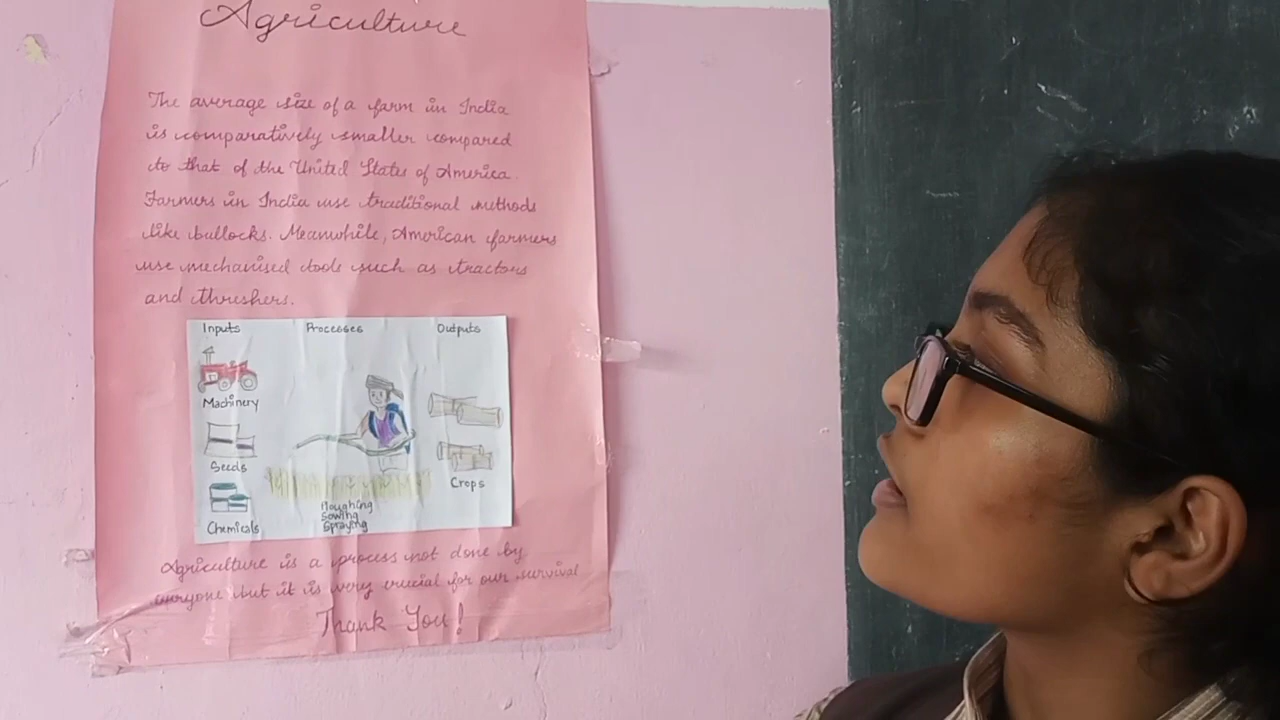 Agriculture
The average size of a farm in India
is comparatively smaller compared
to that of the United States of America.
Farmers in India use traditional methods
like bullocks. Meanwhile, American farmers
use mechanised tools such as tractors
and threshers.
Inputs Processes Outputs
Machinery
Seeds
Crops
Chemicals
Ploughing
Sowing
Spraying
Agriculture is a process not done by
everyone but it is very crucial for our survival
Thank You!